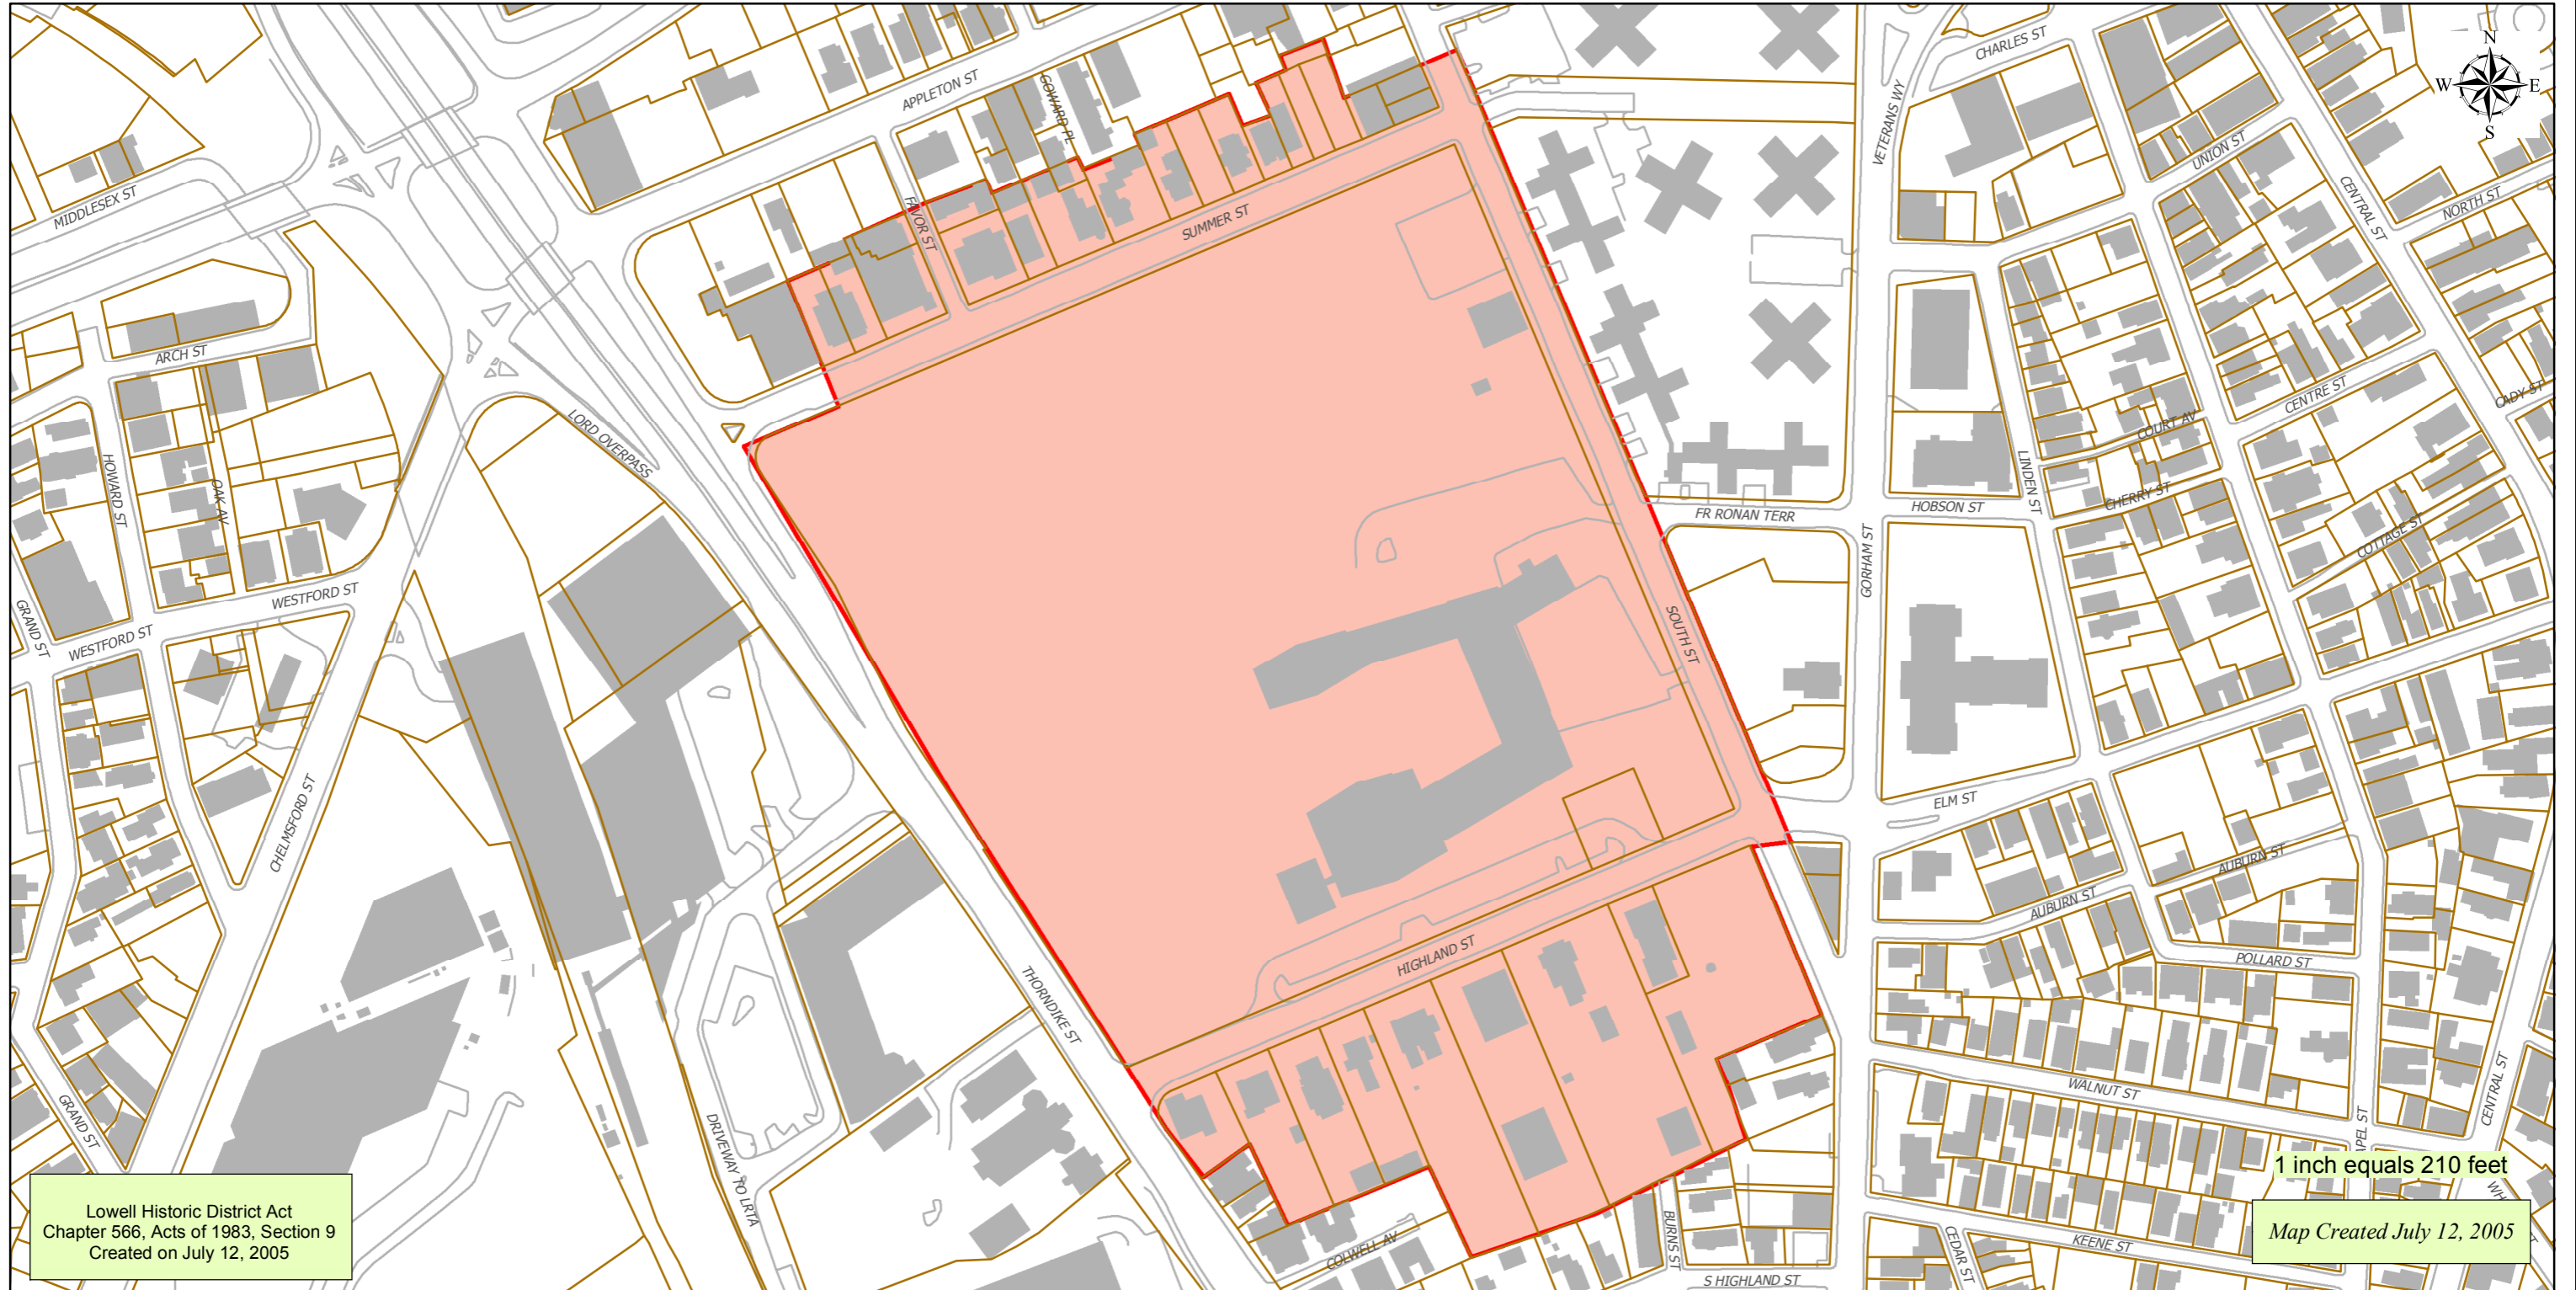 CHARLES ST
N
W E
S
APPLETON ST
GOWARD PL
VETERANS WY
UNION ST
CENTRAL ST
NORTH ST
MIDDLESEX ST
FAVOR ST
SUMMER ST
ARCH ST
LORD OVERPASS
CENTRE ST
CADY ST
COURT AV
HOWARD ST
OAK AV
LINDEN ST
CHERRY ST
FR RONAN TERR
HOBSON ST
COTTAGE ST
GORHAM ST
WESTFORD ST
GRAND ST
WESTFORD ST
SOUTH ST
CHELMSFORD ST
ELM ST
AUBURN ST
AUBURN ST
HIGHLAND ST
POLLARD ST
THORNDIKE ST
WALNUT ST
CENTRAL ST
GRAND ST
DRIVEWAY TO LRTA
APEL ST
1 inch equals 210 feet
BURNS ST
COLWELL AV
CEDAR ST
KEENE ST
S HIGHLAND ST
Lowell Historic District Act
Chapter 566, Acts of 1983, Section 9
Created on July 12, 2005
Map Created July 12, 2005